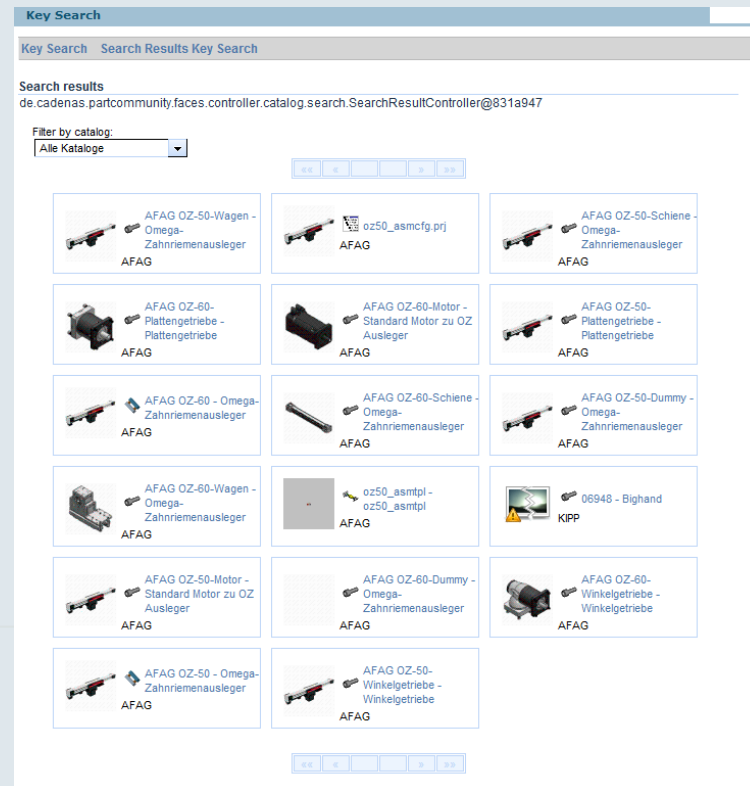 Key Search
Key Search Search Results Key Search
Search results
de.cadenas.partcommunity.faces.controller.catalog.search.SearchResultController@831a947
Filter by catalog:
Alle Kataloge
«« « » »»
AFAG OZ-50-Wagen -
Omega-
Zahnriemenausleger
AFAG
oz50_asmcfg.prj
AFAG
AFAG OZ-50-Schiene -
Omega-
Zahnriemenausleger
AFAG
AFAG OZ-60-
Plattengetriebe -
Plattengetriebe
AFAG
AFAG OZ-60-Motor -
Standard Motor zu OZ
Ausleger
AFAG
AFAG OZ-50-
Plattengetriebe -
Plattengetriebe
AFAG
AFAG OZ-60 - Omega-
Zahnriemenausleger
AFAG
AFAG OZ-60-Schiene -
Omega-
Zahnriemenausleger
AFAG
AFAG OZ-50-Dummy -
Omega-
Zahnriemenausleger
AFAG
AFAG OZ-60-Wagen -
Omega-
Zahnriemenausleger
AFAG
oz50_asmtpl -
oz50_asmtpl
AFAG
06948 - Bighand
KIPP
AFAG OZ-50-Motor -
Standard Motor zu OZ
Ausleger
AFAG
AFAG OZ-60-Dummy -
Omega-
Zahnriemenausleger
AFAG
AFAG OZ-60-
Winkelgetriebe -
Winkelgetriebe
AFAG
AFAG OZ-50 - Omega-
Zahnriemenausleger
AFAG
AFAG OZ-50-
Winkelgetriebe -
Winkelgetriebe
AFAG
«« « » »»